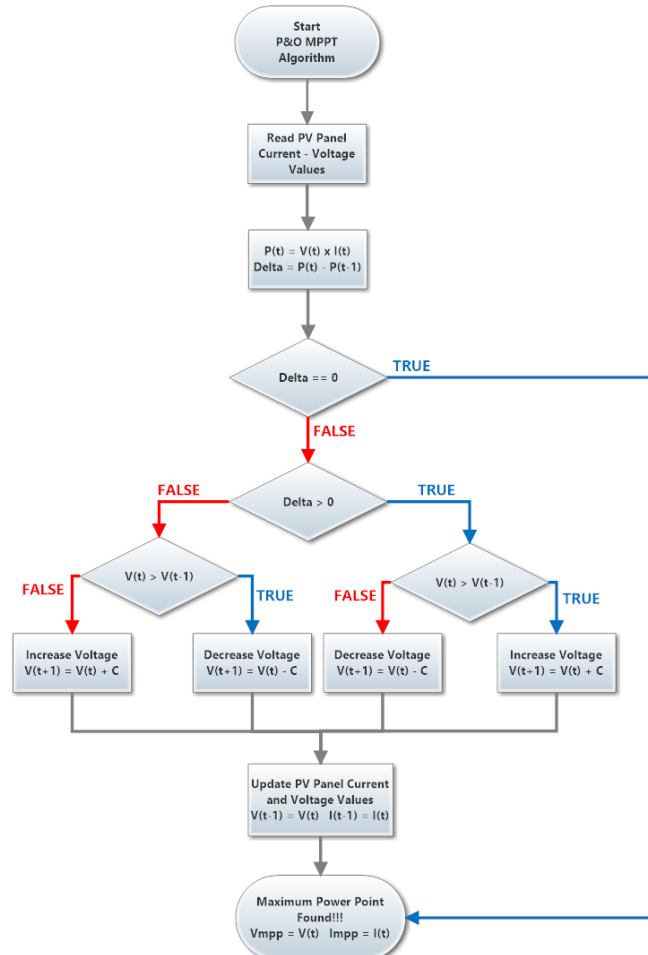 Start
P&O MPPT
Algorithm
Read PV Panel
Current - Voltage
Values
P(t) = V(t) x I(t)
Delta = P(t) - P(t-1)
Delta == 0
TRUE
FALSE
Delta > 0
FALSE
TRUE
V(t) > V(t-1)
FALSE
TRUE
V(t) > V(t-1)
FALSE
TRUE
Increase Voltage
V(t+1) = V(t) + C
Decrease Voltage
V(t+1) = V(t) - C
Decrease Voltage
V(t+1) = V(t) - C
Increase Voltage
V(t+1) = V(t) + C
Update PV Panel Current
and Voltage Values
V(t-1) = V(t) I(t-1) = I(t)
Maximum Power Point
Found!!!
Vmpp = V(t) Impp = I(t)